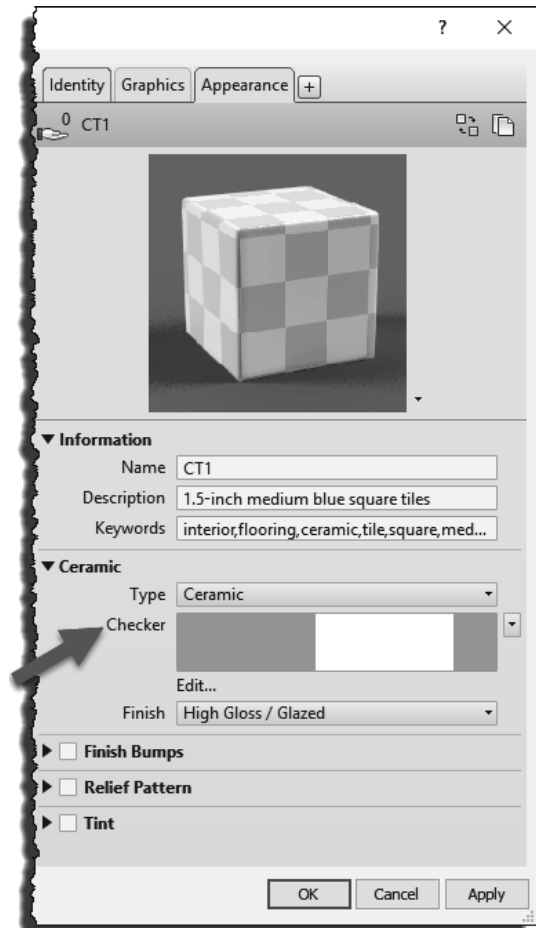 ?
Identity Graphics Appearance +
0 CT1
Information
Name CT1
Description 1.5-inch medium blue square tiles
Keywords interior,flooring,ceramic,tile,square,med...
Ceramic
Type Ceramic
Checker
Edit...
Finish High Gloss / Glazed
Finish Bumps
Relief Pattern
Tint
OK Cancel Apply